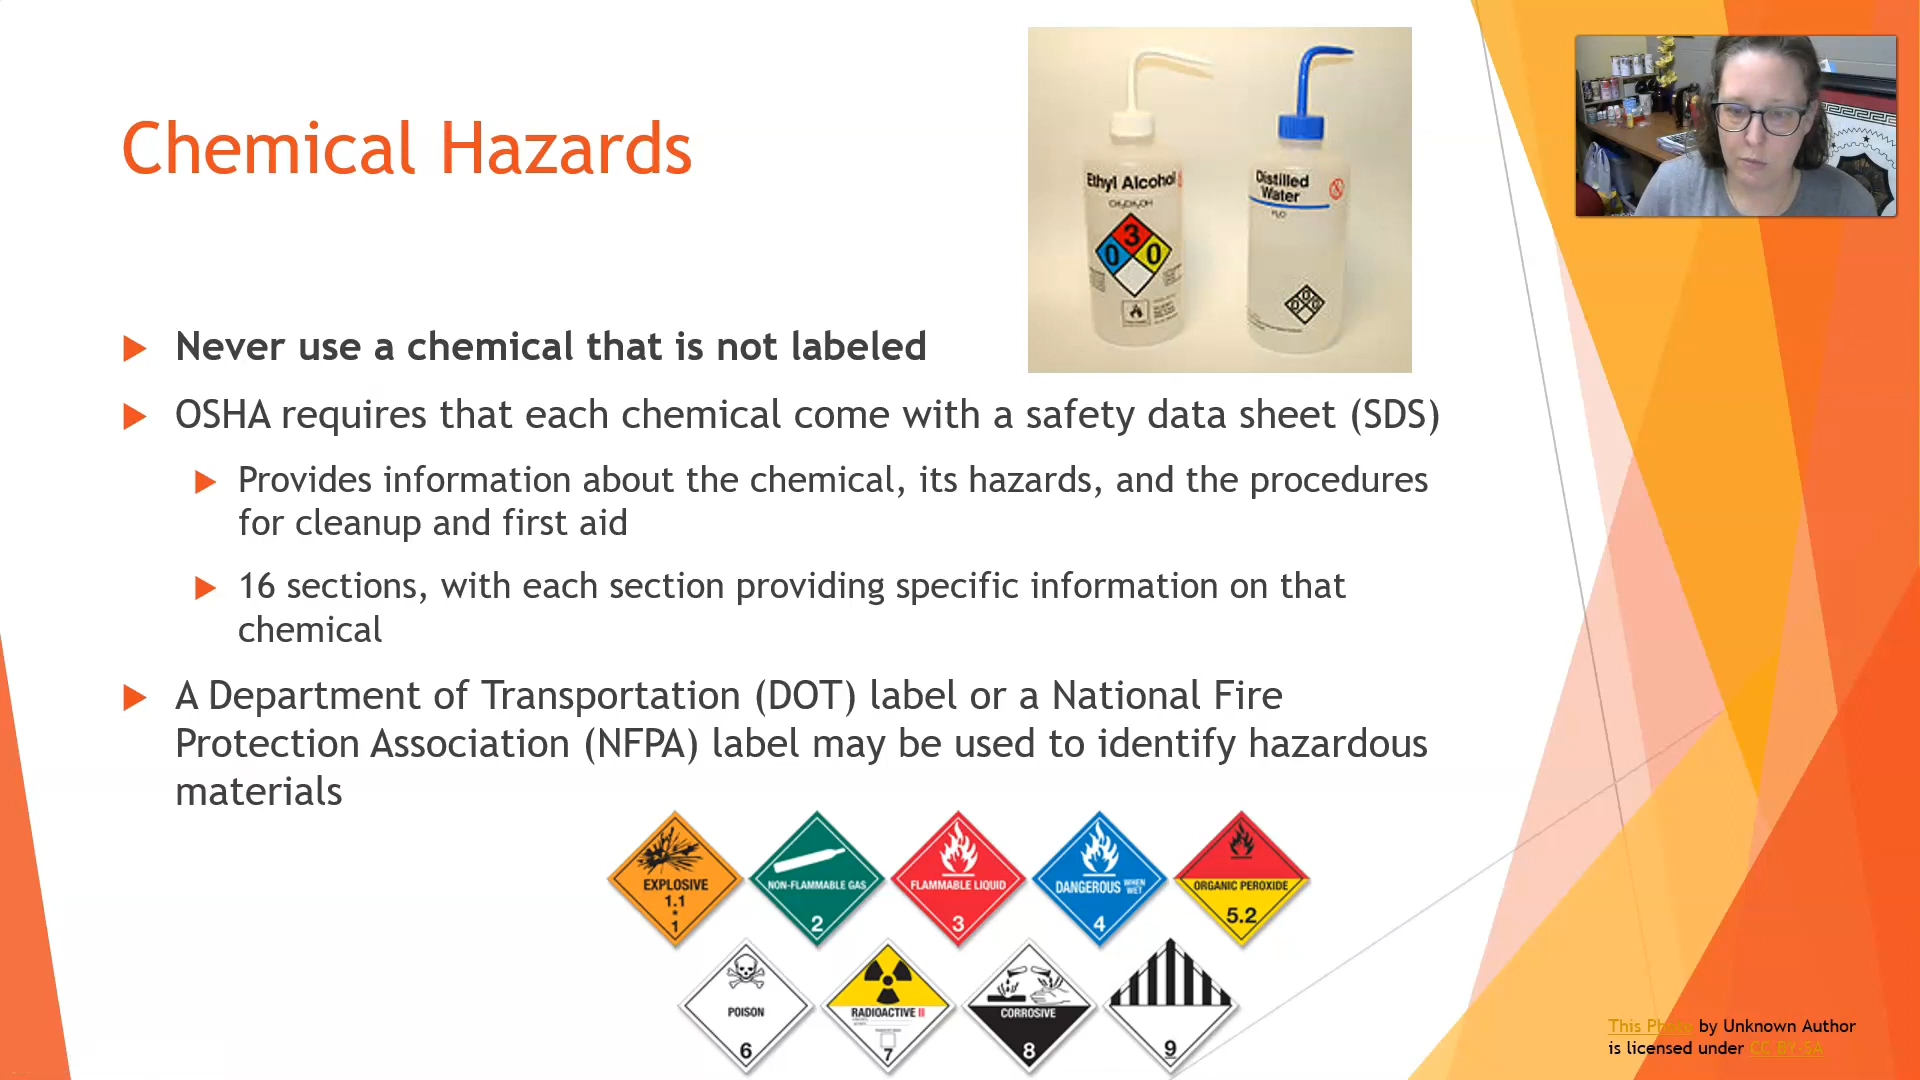 Chemical Hazards
Ethyl Alcohol
CH₃CH₂OH
3
0
0
Distilled
Water
H₂O
0
0
0
Never use a chemical that is not labeled
OSHA requires that each chemical come with a safety data sheet (SDS)
Provides information about the chemical, its hazards, and the procedures
for cleanup and first aid
16 sections, with each section providing specific information on that
chemical
A Department of Transportation (DOT) label or a National Fire
Protection Association (NFPA) label may be used to identify hazardous
materials
EXPLOSIVE
1.1
*
1
NON-FLAMMABLE GAS
2
FLAMMABLE LIQUID
3
DANGEROUS WHEN WET
4
ORGANIC PEROXIDE
5.2
POISON
6
RADIOACTIVE II
7
CORROSIVE
8
9
This Photo by Unknown Author
is licensed under CC BY-SA